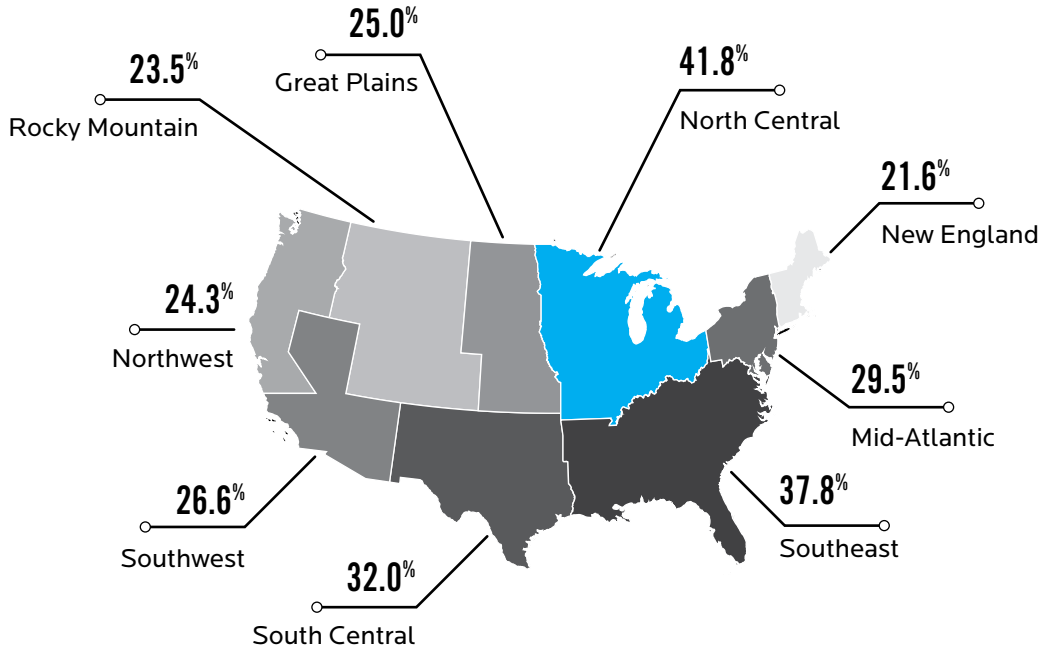 25.0%
Great Plains
23.5%
Rocky Mountain
41.8%
North Central
21.6%
New England
24.3%
Northwest
29.5%
Mid-Atlantic
26.6%
Southwest
37.8%
Southeast
32.0%
South Central